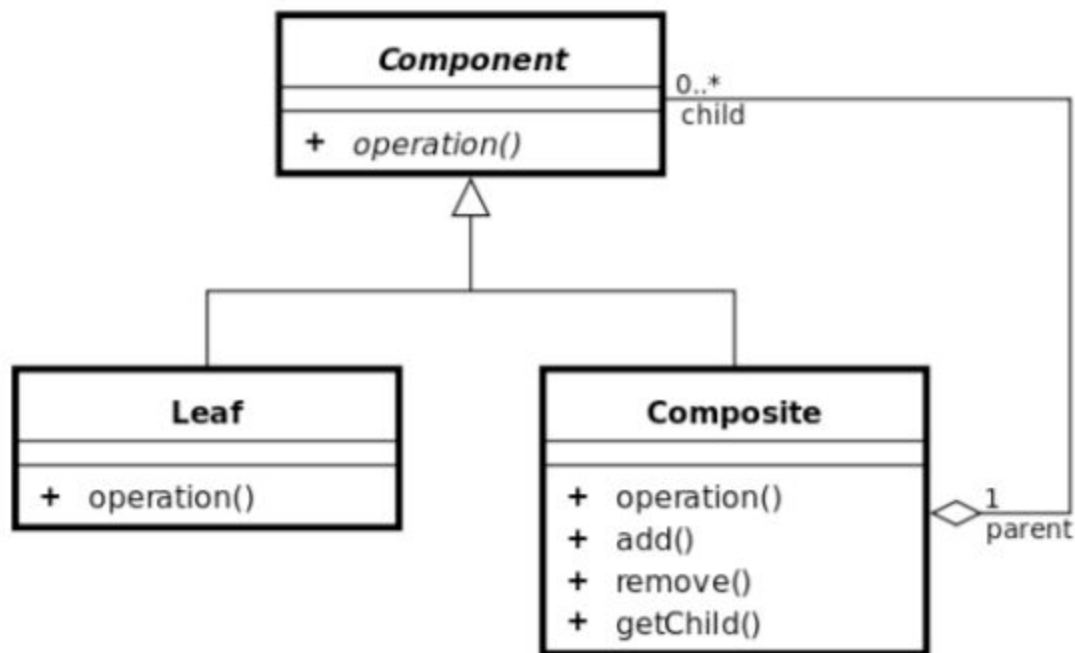 Component
+ operation()
0..*
child
Leaf
+ operation()
Composite
+ operation()
+ add()
+ remove()
+ getChild()
1
parent